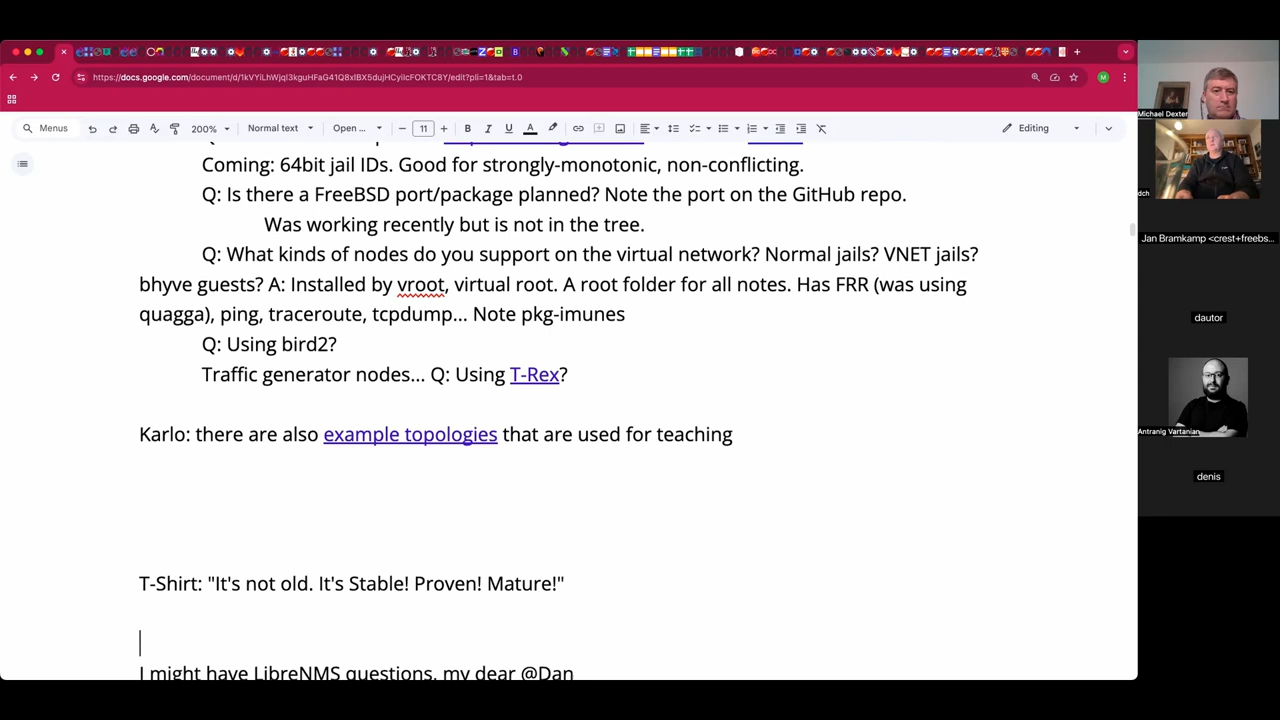 https://docs.google.com/document/d/1kVYiLhWjqI3kguHFaG41Q8xIBX5dujHCyiIcFOKTC8Y/edit?pli=1&tab=t.0
M
Menus
200%
Normal text
Open ...
11
Editing
Coming: 64bit jail IDs. Good for strongly-monotonic, non-conflicting.
Q: Is there a FreeBSD port/package planned? Note the port on the GitHub repo.
Was working recently but is not in the tree.
Q: What kinds of nodes do you support on the virtual network? Normal jails? VNET jails?
bhyve guests? A: Installed by vroot, virtual root. A root folder for all notes. Has FRR (was using
quagga), ping, traceroute, tcpdump... Note pkg-imunes
Q: Using bird2?
Traffic generator nodes... Q: Using T-Rex?
Karlo: there are also example topologies that are used for teaching
T-Shirt: "It's not old. It's Stable! Proven! Mature!"
I might have LibreNMS questions, my dear @Dan
Michael Dexter
dch
Jan Bramkamp <crest+freebs...
dautor
Antranig Vartanian
denis